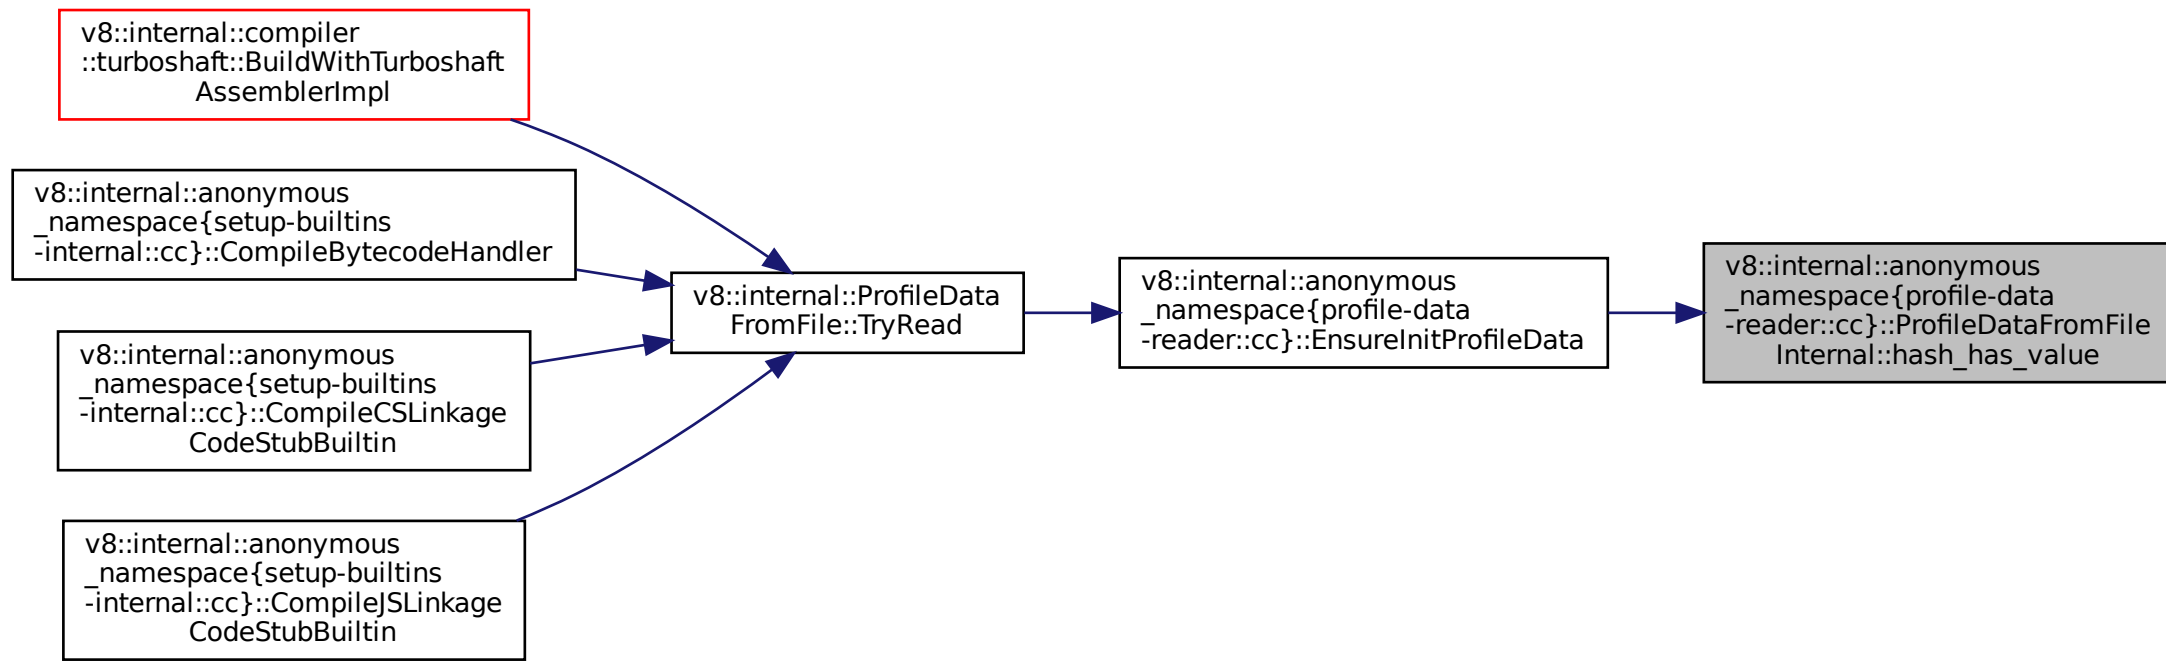 v8::internal::compiler
::turboshaft::BuildWithTurboshaft
AssemblerImpl
v8::internal::anonymous
_namespace{setup-builtins
-internal::cc}::CompileBytecodeHandler
v8::internal::anonymous
_namespace{setup-builtins
-internal::cc}::CompileCSLinkage
CodeStubBuiltin
v8::internal::anonymous
_namespace{setup-builtins
-internal::cc}::CompileJSLinkage
CodeStubBuiltin
v8::internal::ProfileData
FromFile::TryRead
v8::internal::anonymous
_namespace{profile-data
-reader::cc}::EnsureInitProfileData
v8::internal::anonymous
_namespace{profile-data
-reader::cc}::ProfileDataFromFile
Internal::hash_has_value